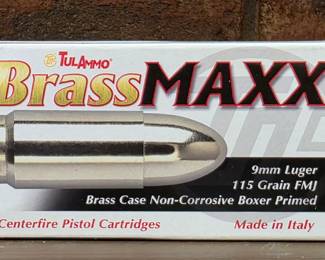 TulAmmo®
BrassMAXX
9mm Luger
115 Grain FMJ
Brass Case Non-Corrosive Boxer Primed
Centerfire Pistol Cartridges
Made in Italy